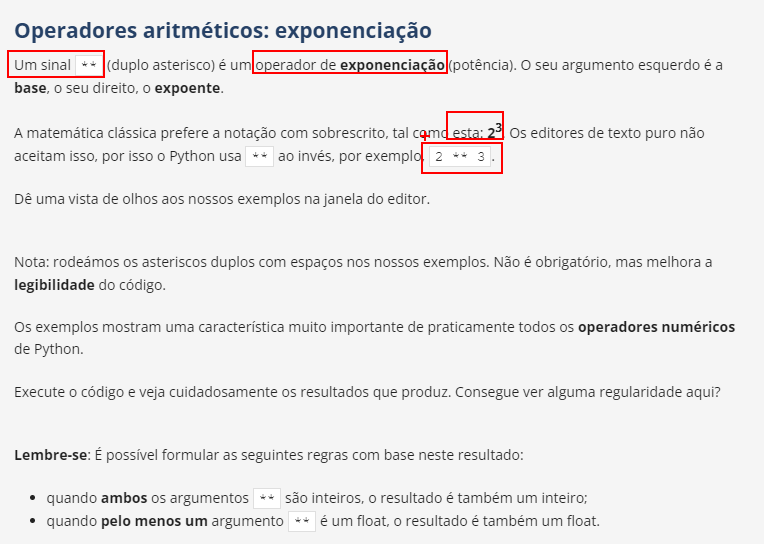 Operadores aritméticos: exponenciação
Um sinal ** (duplo asterisco) é um operador de exponenciação (potência). O seu argumento esquerdo é a
base, o seu direito, o expoente.
A matemática clássica prefere a notação com sobrescrito, tal como esta: 2³. Os editores de texto puro não
aceitam isso, por isso o Python usa ** ao invés, por exemplo, 2 ** 3.
Dê uma vista de olhos aos nossos exemplos na janela do editor.
Nota: rodeámos os asteriscos duplos com espaços nos nossos exemplos. Não é obrigatório, mas melhora a
legibilidade do código.
Os exemplos mostram uma característica muito importante de praticamente todos os operadores numéricos
de Python.
Execute o código e veja cuidadosamente os resultados que produz. Consegue ver alguma regularidade aqui?
Lembre-se: É possível formular as seguintes regras com base neste resultado:
• quando ambos os argumentos ** são inteiros, o resultado é também um inteiro;
• quando pelo menos um argumento ** é um float, o resultado é também um float.